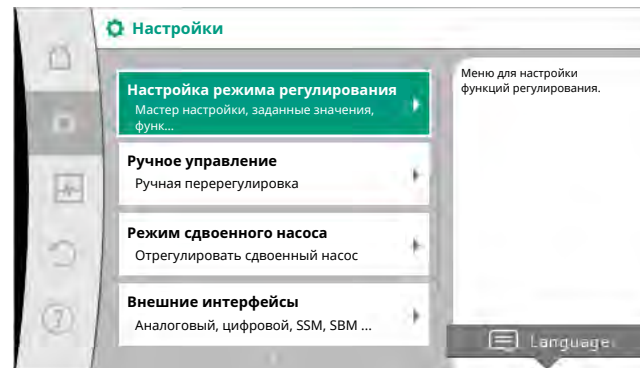 Настройки
Настройка режима регулирования
Мастер настройки, заданные значения,
функ...
Ручное управление
Ручная перерегулировка
Режим сдвоенного насоса
Отрегулировать сдвоенный насос
Внешние интерфейсы
Аналоговый, цифровой, SSM, SBM ...
Меню для настройки
функций регулирования.
Language